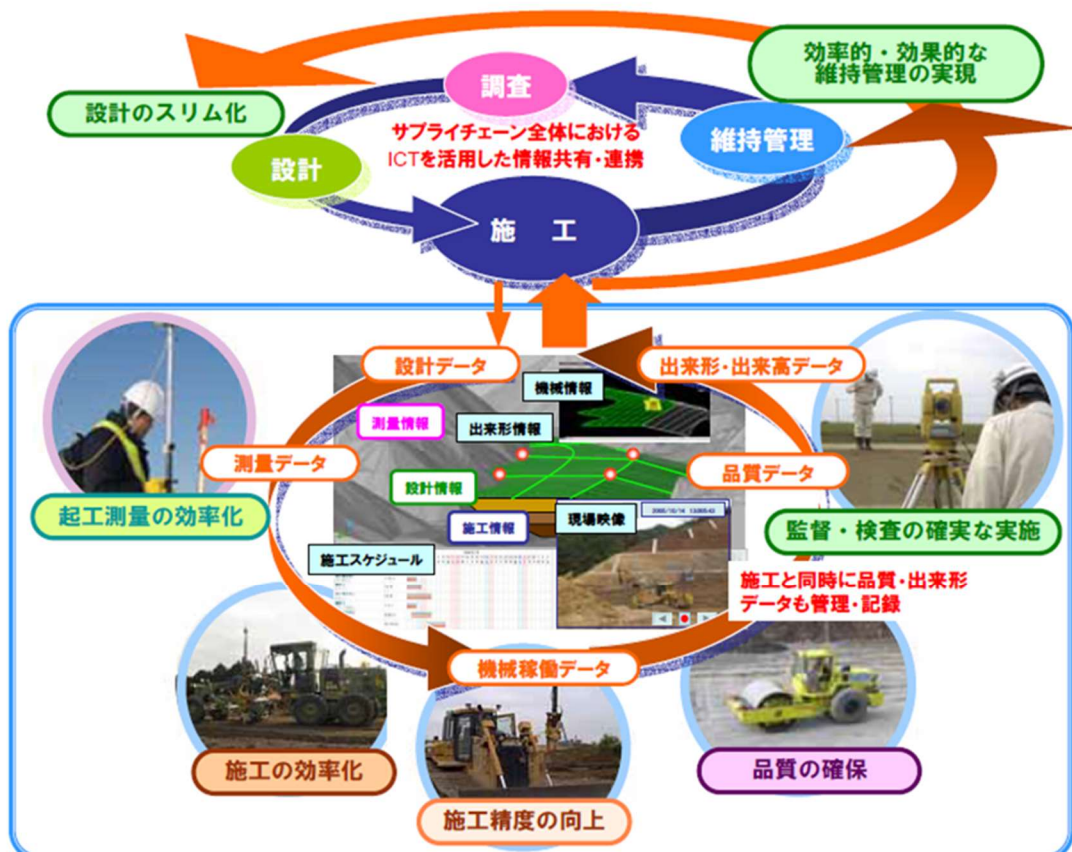 効率的・効果的な
維持管理の実現
調査
設計のスリム化
サプライチェーン全体における
ICTを活用した情報共有・連携
維持管理
設計
施 工
設計データ
出来形・出来高データ
機械情報
測量情報
出来形情報
測量データ
品質データ
設計情報
起工測量の効率化
施工情報
現場映像
監督・検査の確実な実施
施工スケジュール
施工と同時に品質・出来形
データも管理・記録
機械稼働データ
施工の効率化
品質の確保
施工精度の向上